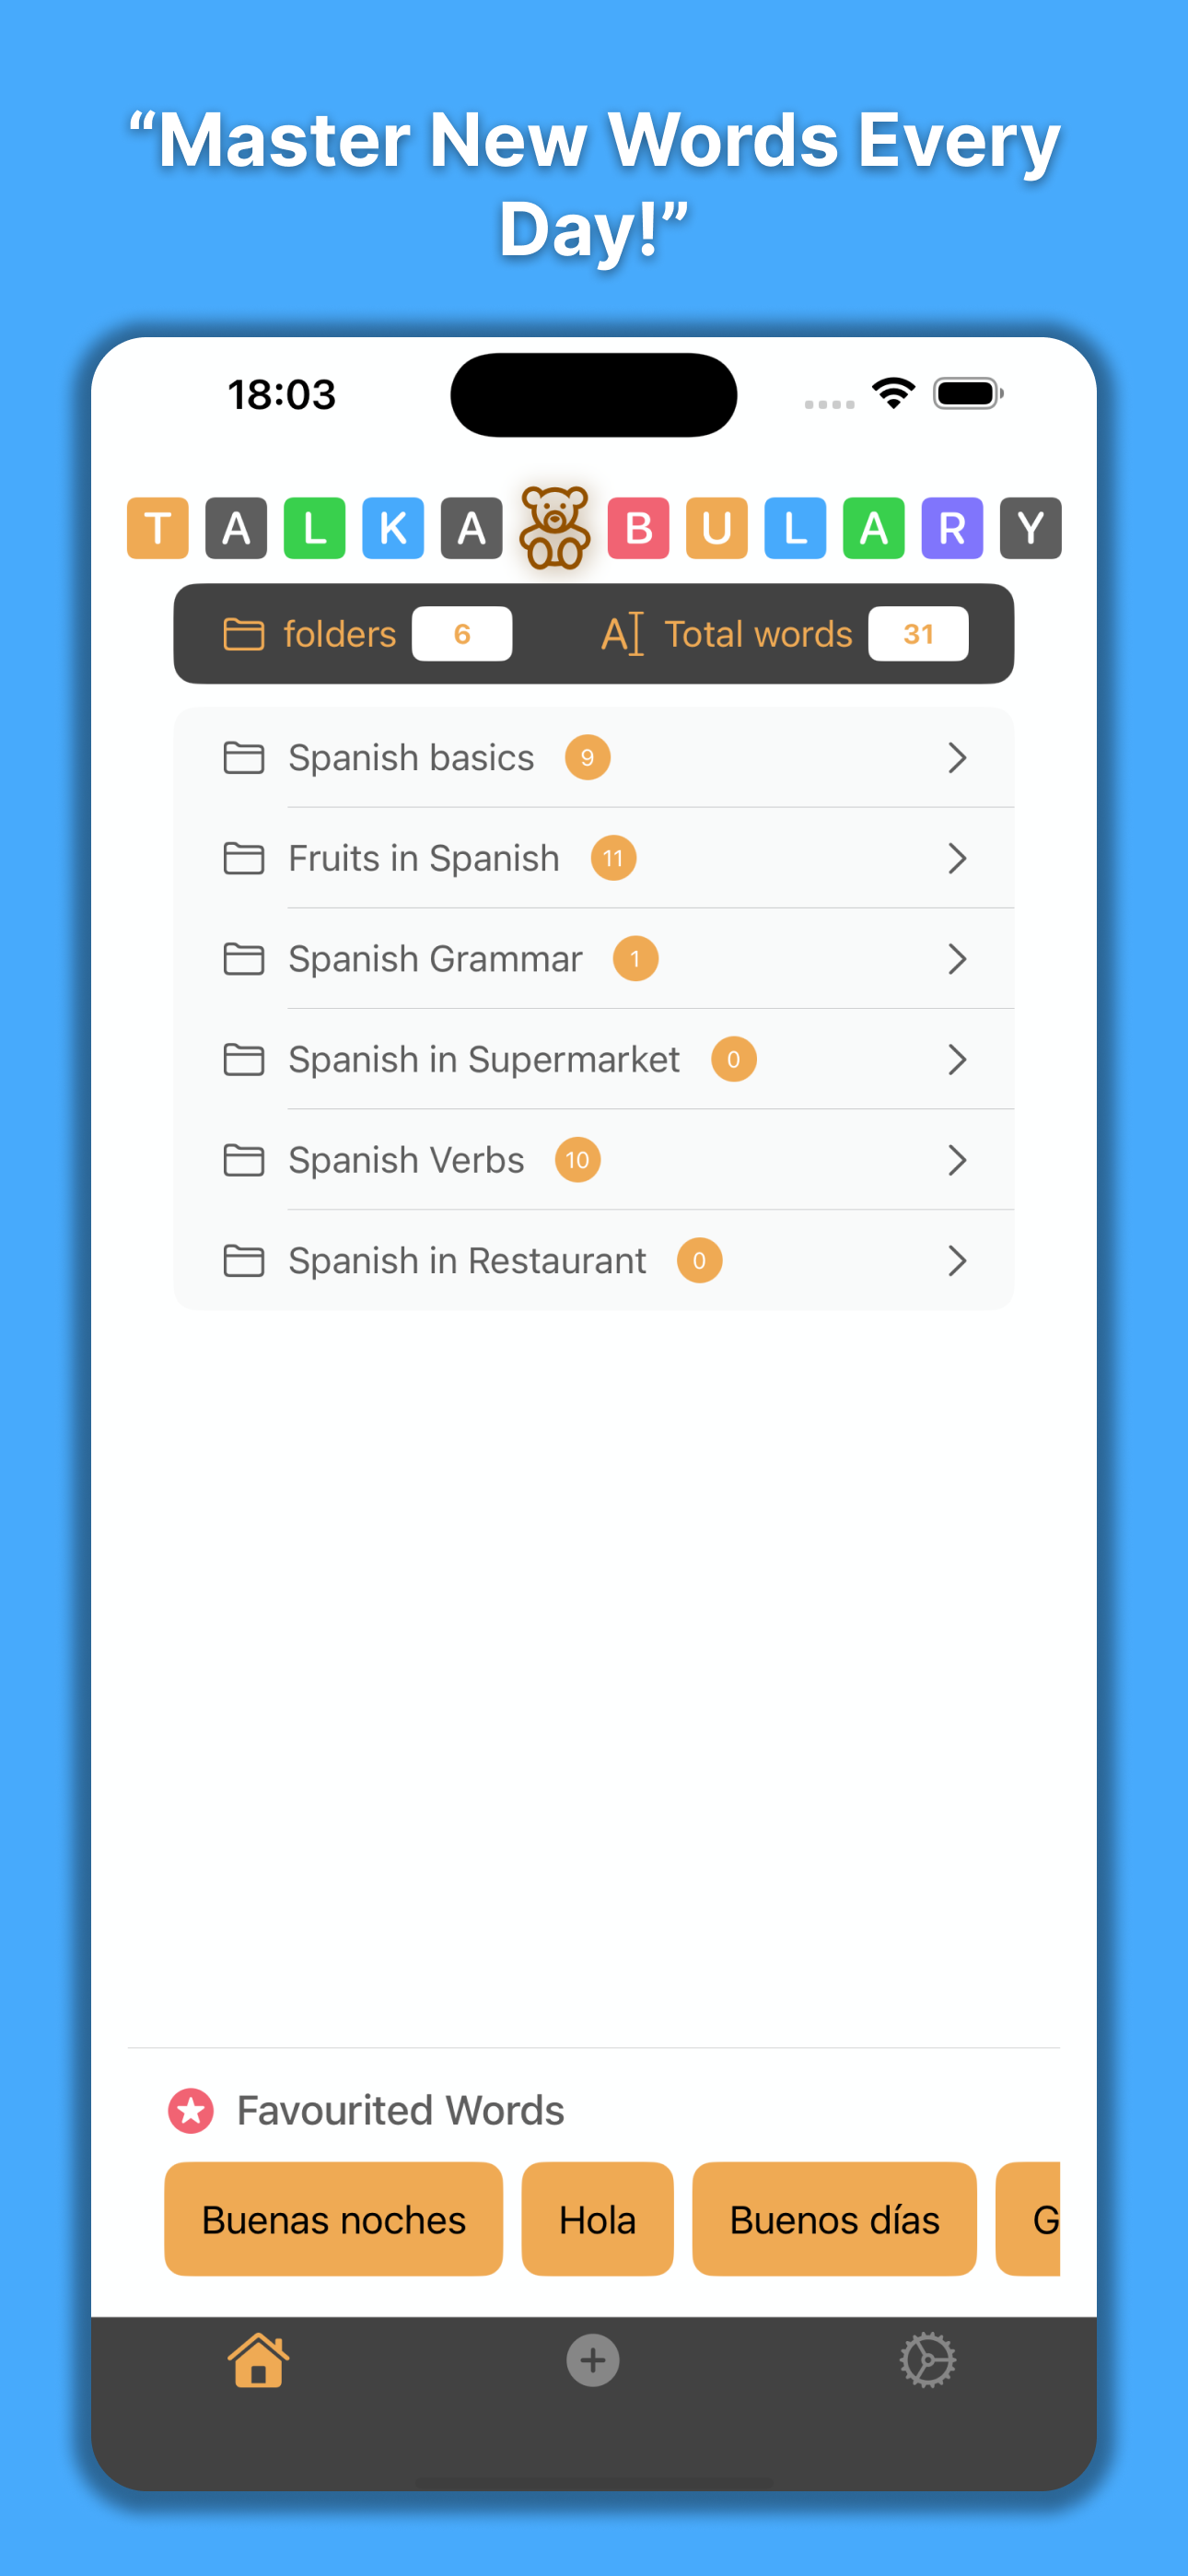 “Master New Words Every
Day!”
18:03
TALKABULARY
folders 6 Total words 31
Spanish basics 9
Fruits in Spanish 11
Spanish Grammar 1
Spanish in Supermarket 0
Spanish Verbs 10
Spanish in Restaurant 0
Favourited Words
Buenas noches Hola Buenos días G